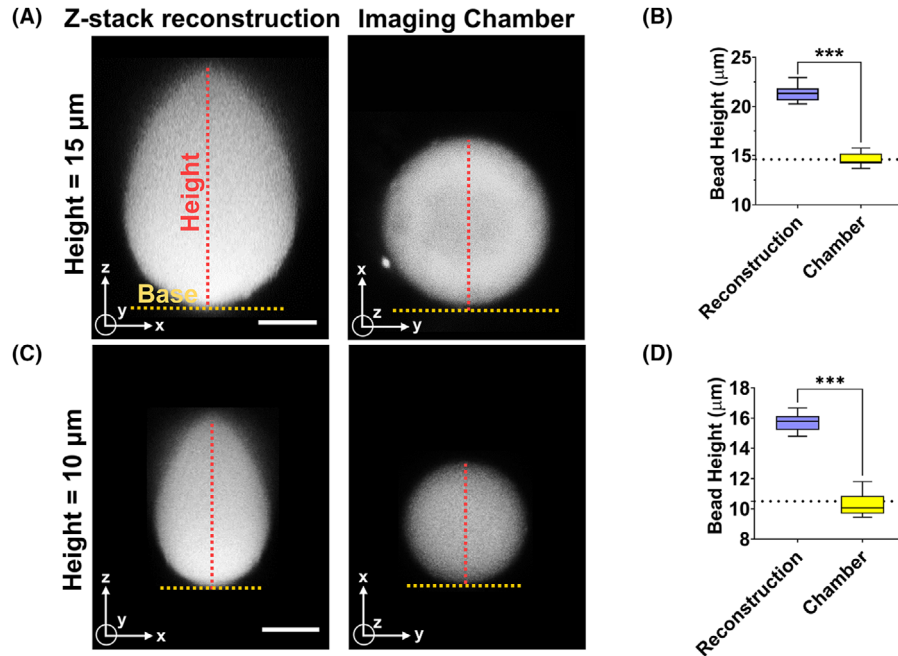 (A)
Z-stack reconstruction
Imaging Chamber
Height = 15 µm
Height
Base
z
y
x
x
z
y
(B)
Bead Height (µm)
25
20
15
10
***
Reconstruction
Chamber
(C)
Height = 10 µm
z
y
x
x
z
y
(D)
Bead Height (µm)
18
16
14
12
10
8
***
Reconstruction
Chamber